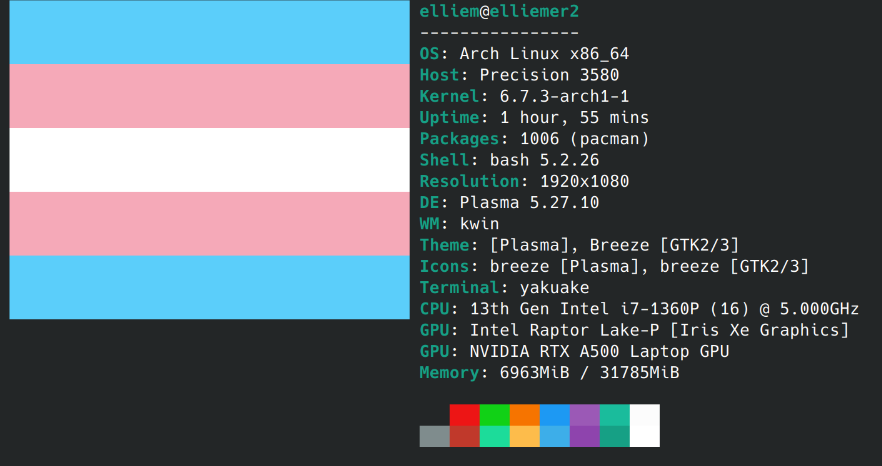 elliem@elliemer2
----------------
OS: Arch Linux x86_64
Host: Precision 3580
Kernel: 6.7.3-arch1-1
Uptime: 1 hour, 55 mins
Packages: 1006 (pacman)
Shell: bash 5.2.26
Resolution: 1920x1080
DE: Plasma 5.27.10
WM: kwin
Theme: [Plasma], Breeze [GTK2/3]
Icons: breeze [Plasma], breeze [GTK2/3]
Terminal: yakuake
CPU: 13th Gen Intel i7-1360P (16) @ 5.000GHz
GPU: Intel Raptor Lake-P [Iris Xe Graphics]
GPU: NVIDIA RTX A500 Laptop GPU
Memory: 6963MiB / 31785MiB